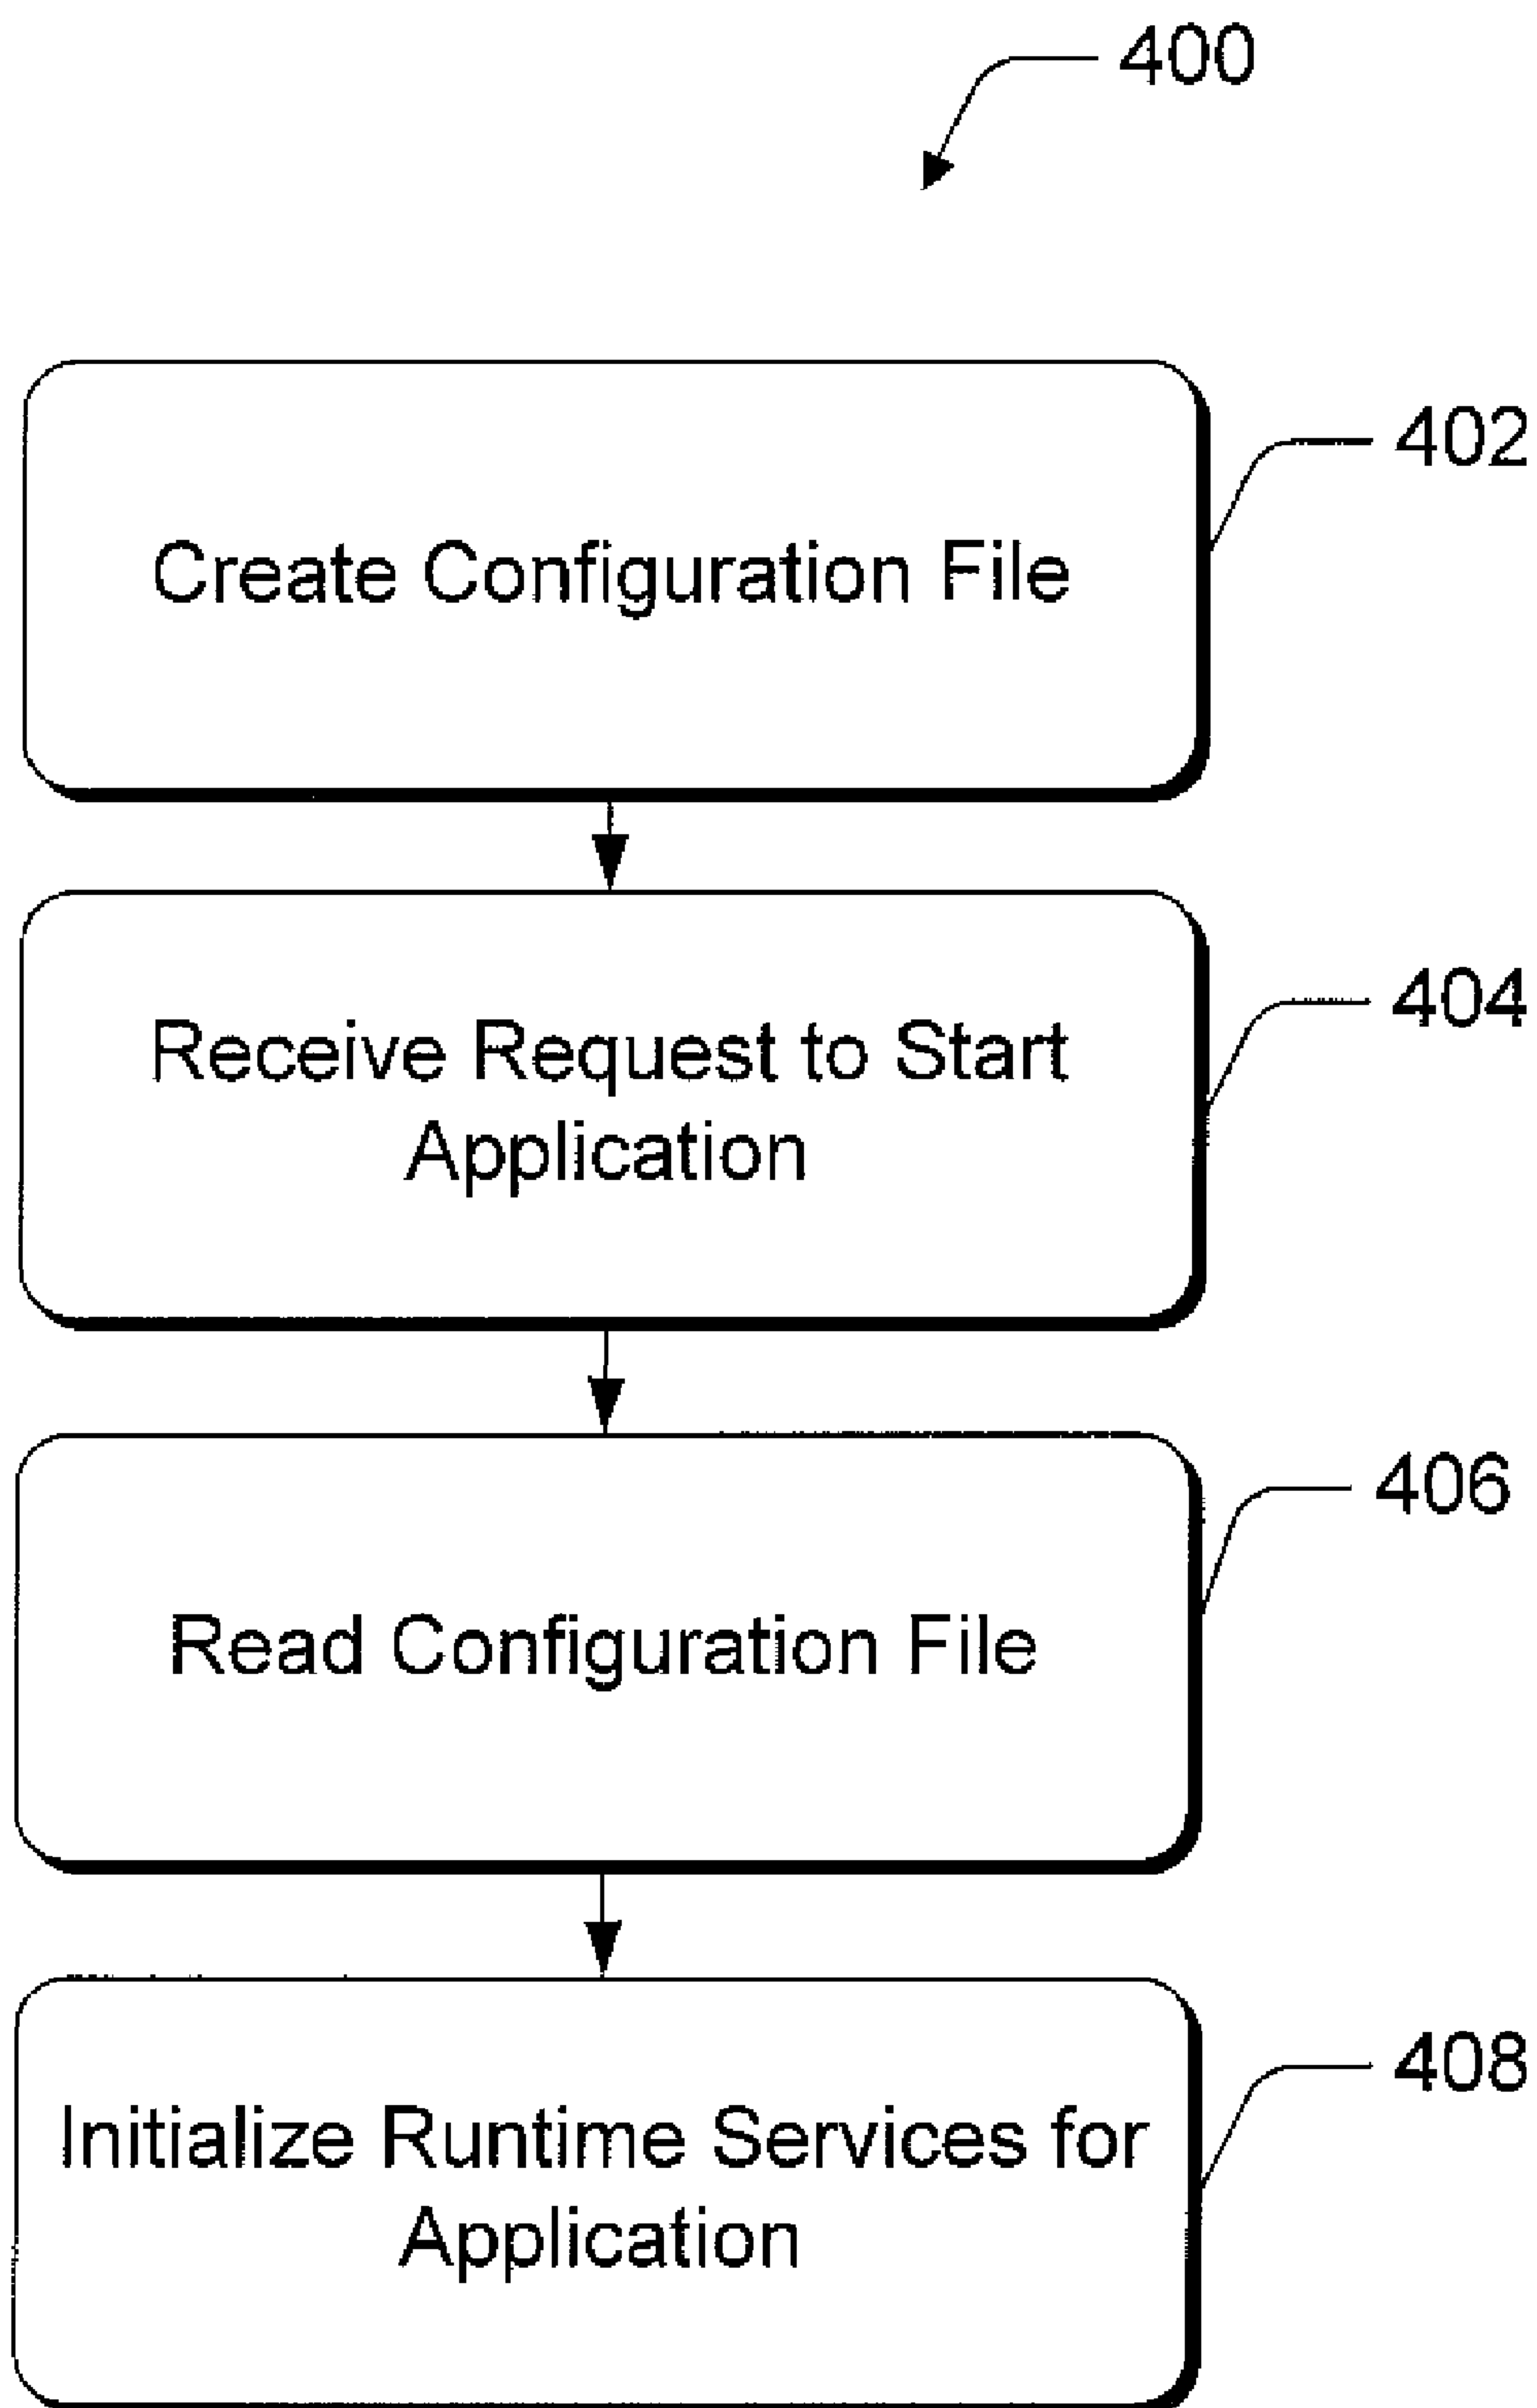 400
Create Configuration File
402
Receive Request to Start
Application
404
Read Configuration File
406
Initialize Runtime Services for
Application
408